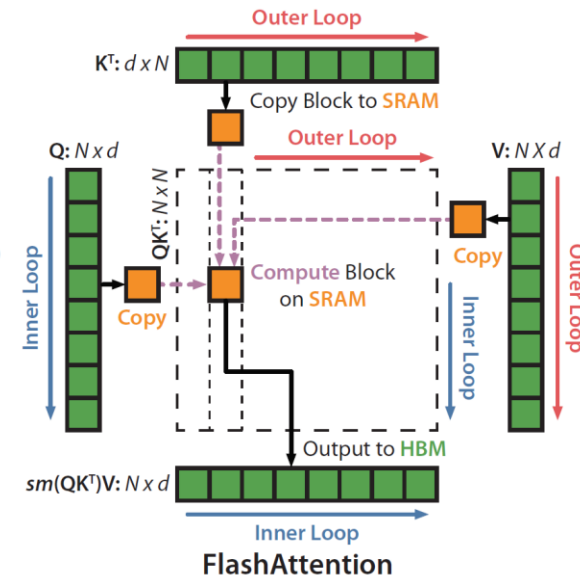 Outer Loop
Kᵀ: d x N
Copy Block to SRAM
Outer Loop
Q: N x d
V: N X d
QKᵀ: N x N
Copy
Inner Loop
Copy
Compute Block
on SRAM
Inner Loop
Outer Loop
Output to HBM
sm(QKᵀ)V: N x d
Inner Loop
FlashAttention